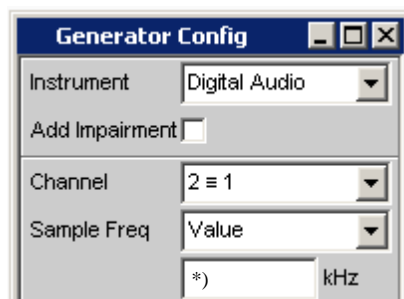 Generator Config
Instrument Digital Audio
Add Impairment
Channel 2 ≡ 1
Sample Freq Value
*) kHz